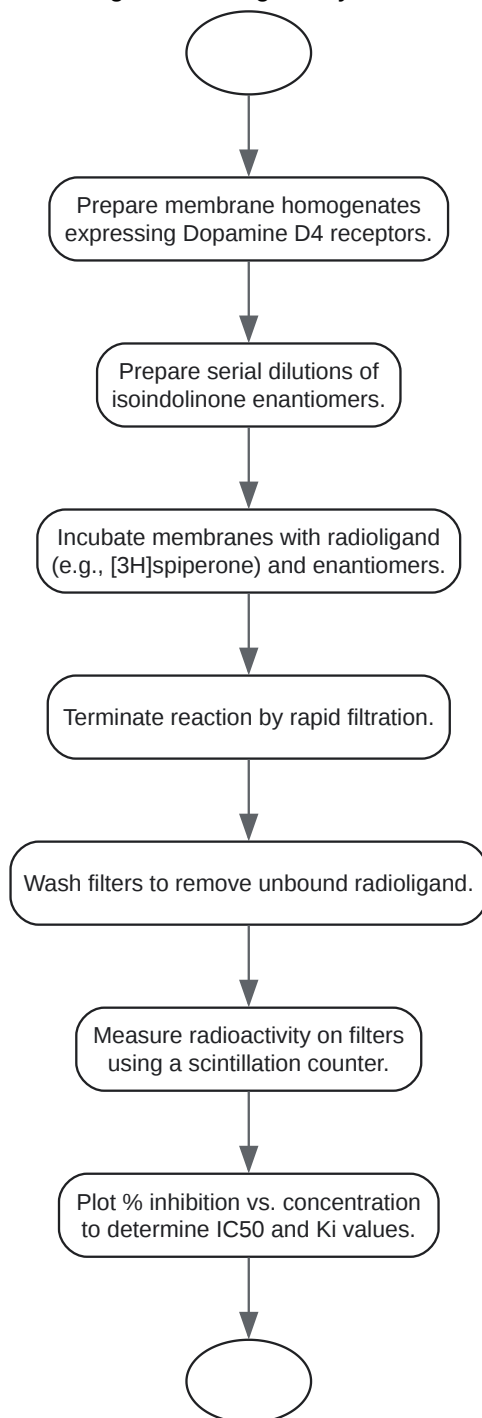 Prepare membrane homogenates
expressing Dopamine D4 receptors.
Prepare serial dilutions of
isoindolinone enantiomers.
Incubate membranes with radioligand
(e.g., [3H]spiperone) and enantiomers.
Terminate reaction by rapid filtration.
Wash filters to remove unbound radioligand.
Measure radioactivity on filters
using a scintillation counter.
Plot % inhibition vs. concentration
to determine IC50 and Ki values.